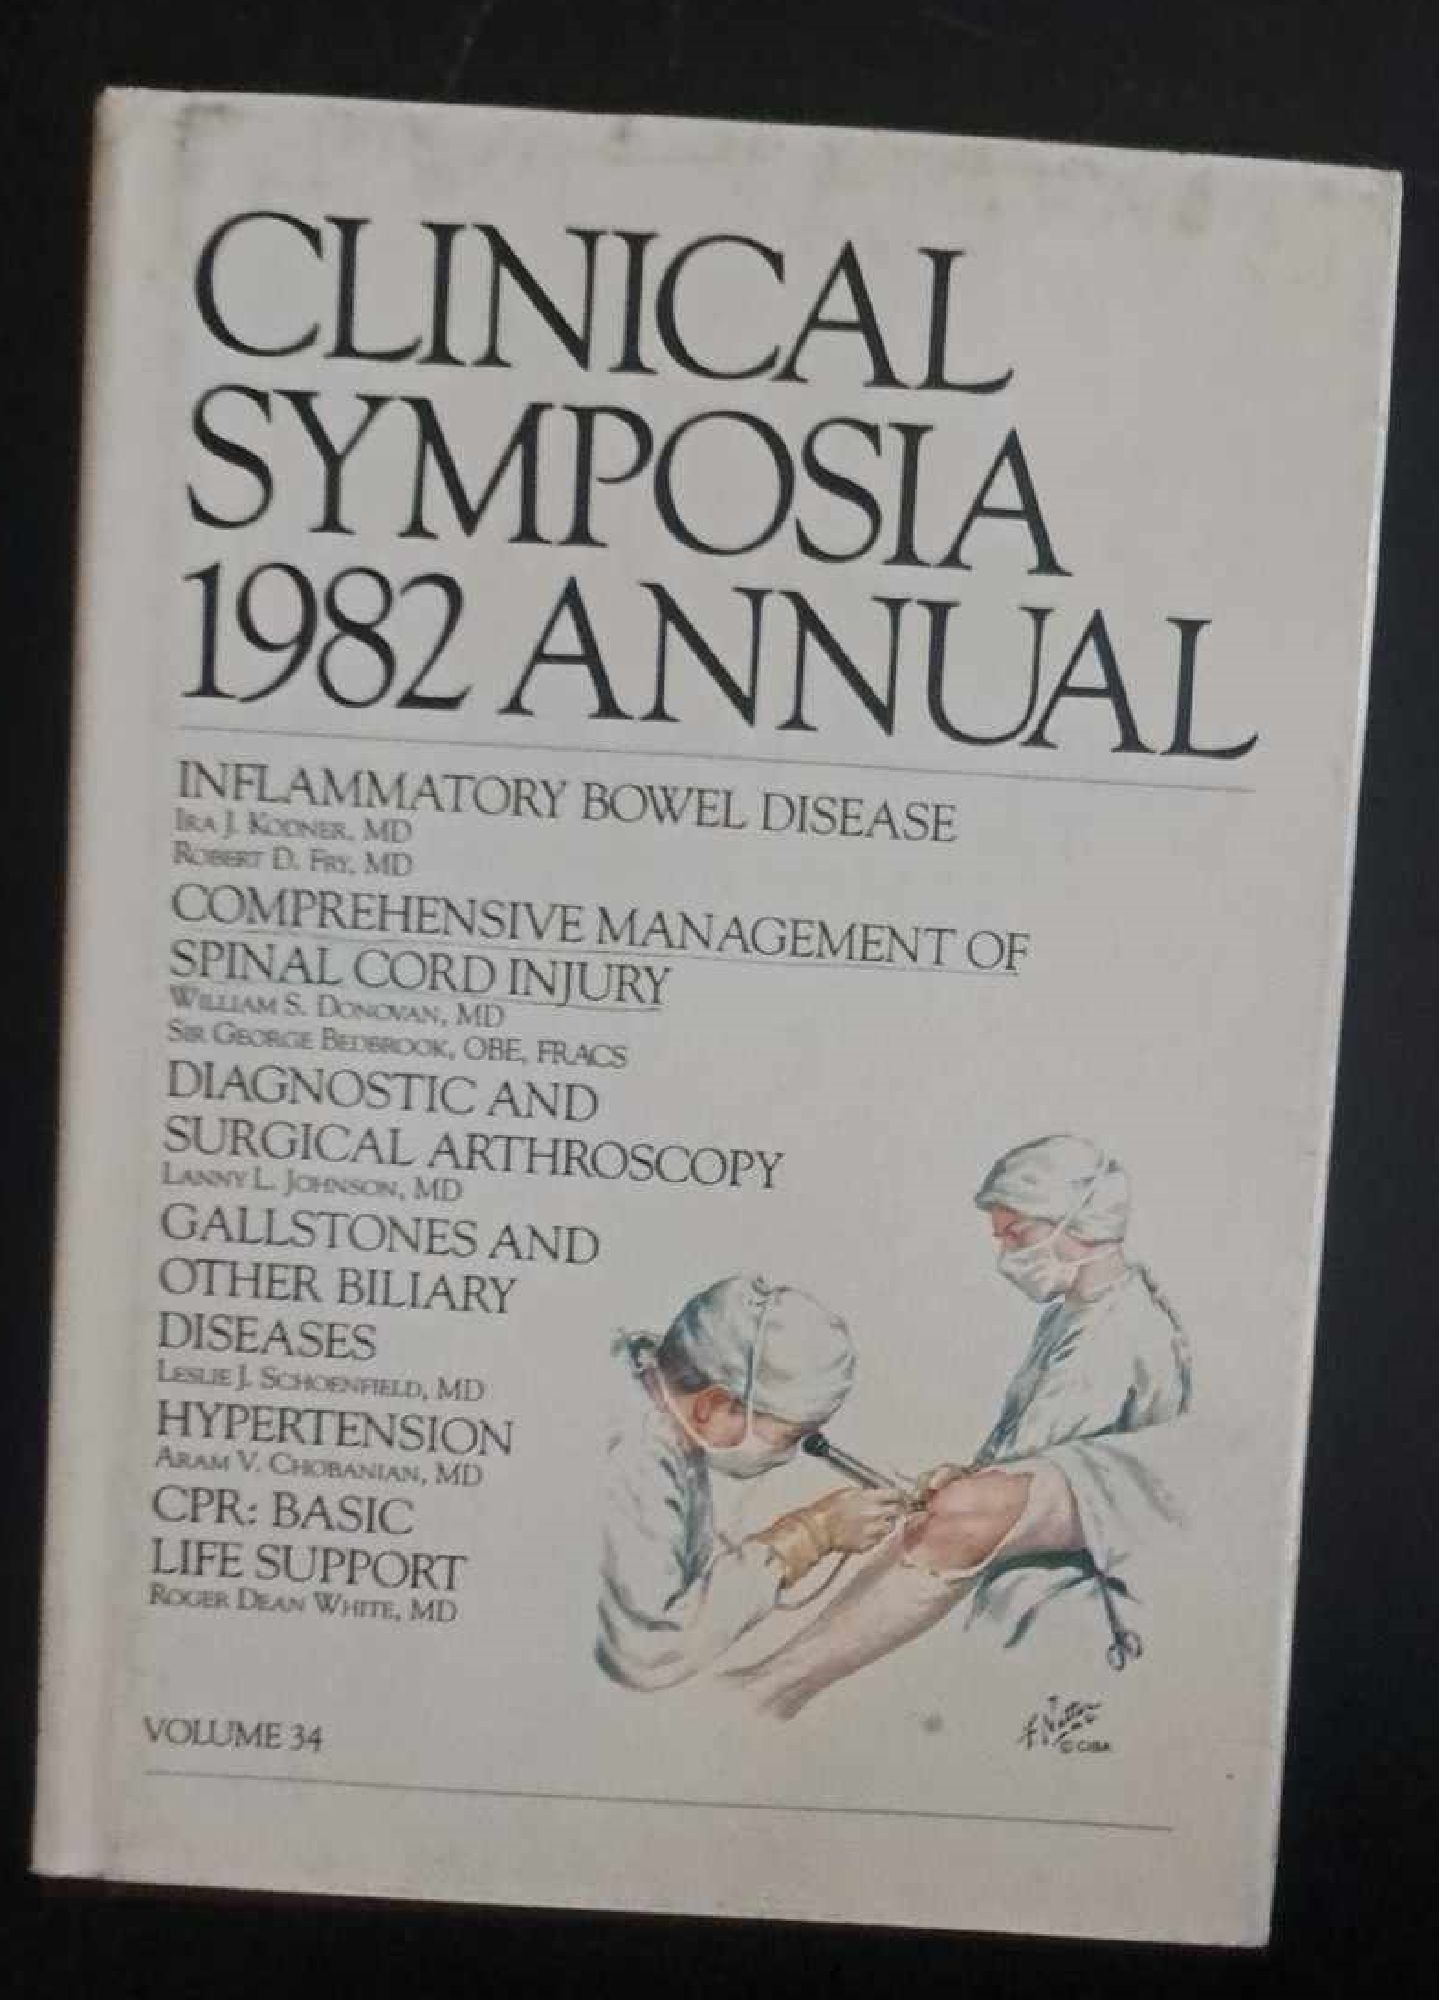 CLINICAL
SYMPOSIA
1982 ANNUAL
INFLAMMATORY BOWEL DISEASE
IRA J. KODNER, MD
ROBERT D. FRY, MD
COMPREHENSIVE MANAGEMENT OF
SPINAL CORD INJURY
WILLIAM S. DONOVAN, MD
SIR GEORGE BEDBROOK, OBE, FRACS
DIAGNOSTIC AND
SURGICAL ARTHROSCOPY
LANNY L. JOHNSON, MD
GALLSTONES AND
OTHER BILIARY
DISEASES
LESLIE J. SCHOENFIELD, MD
HYPERTENSION
ARAM V. CHOBANIAN, MD
CPR: BASIC
LIFE SUPPORT
ROGER DEAN WHITE, MD
VOLUME 34
F. Netter
© CIBA